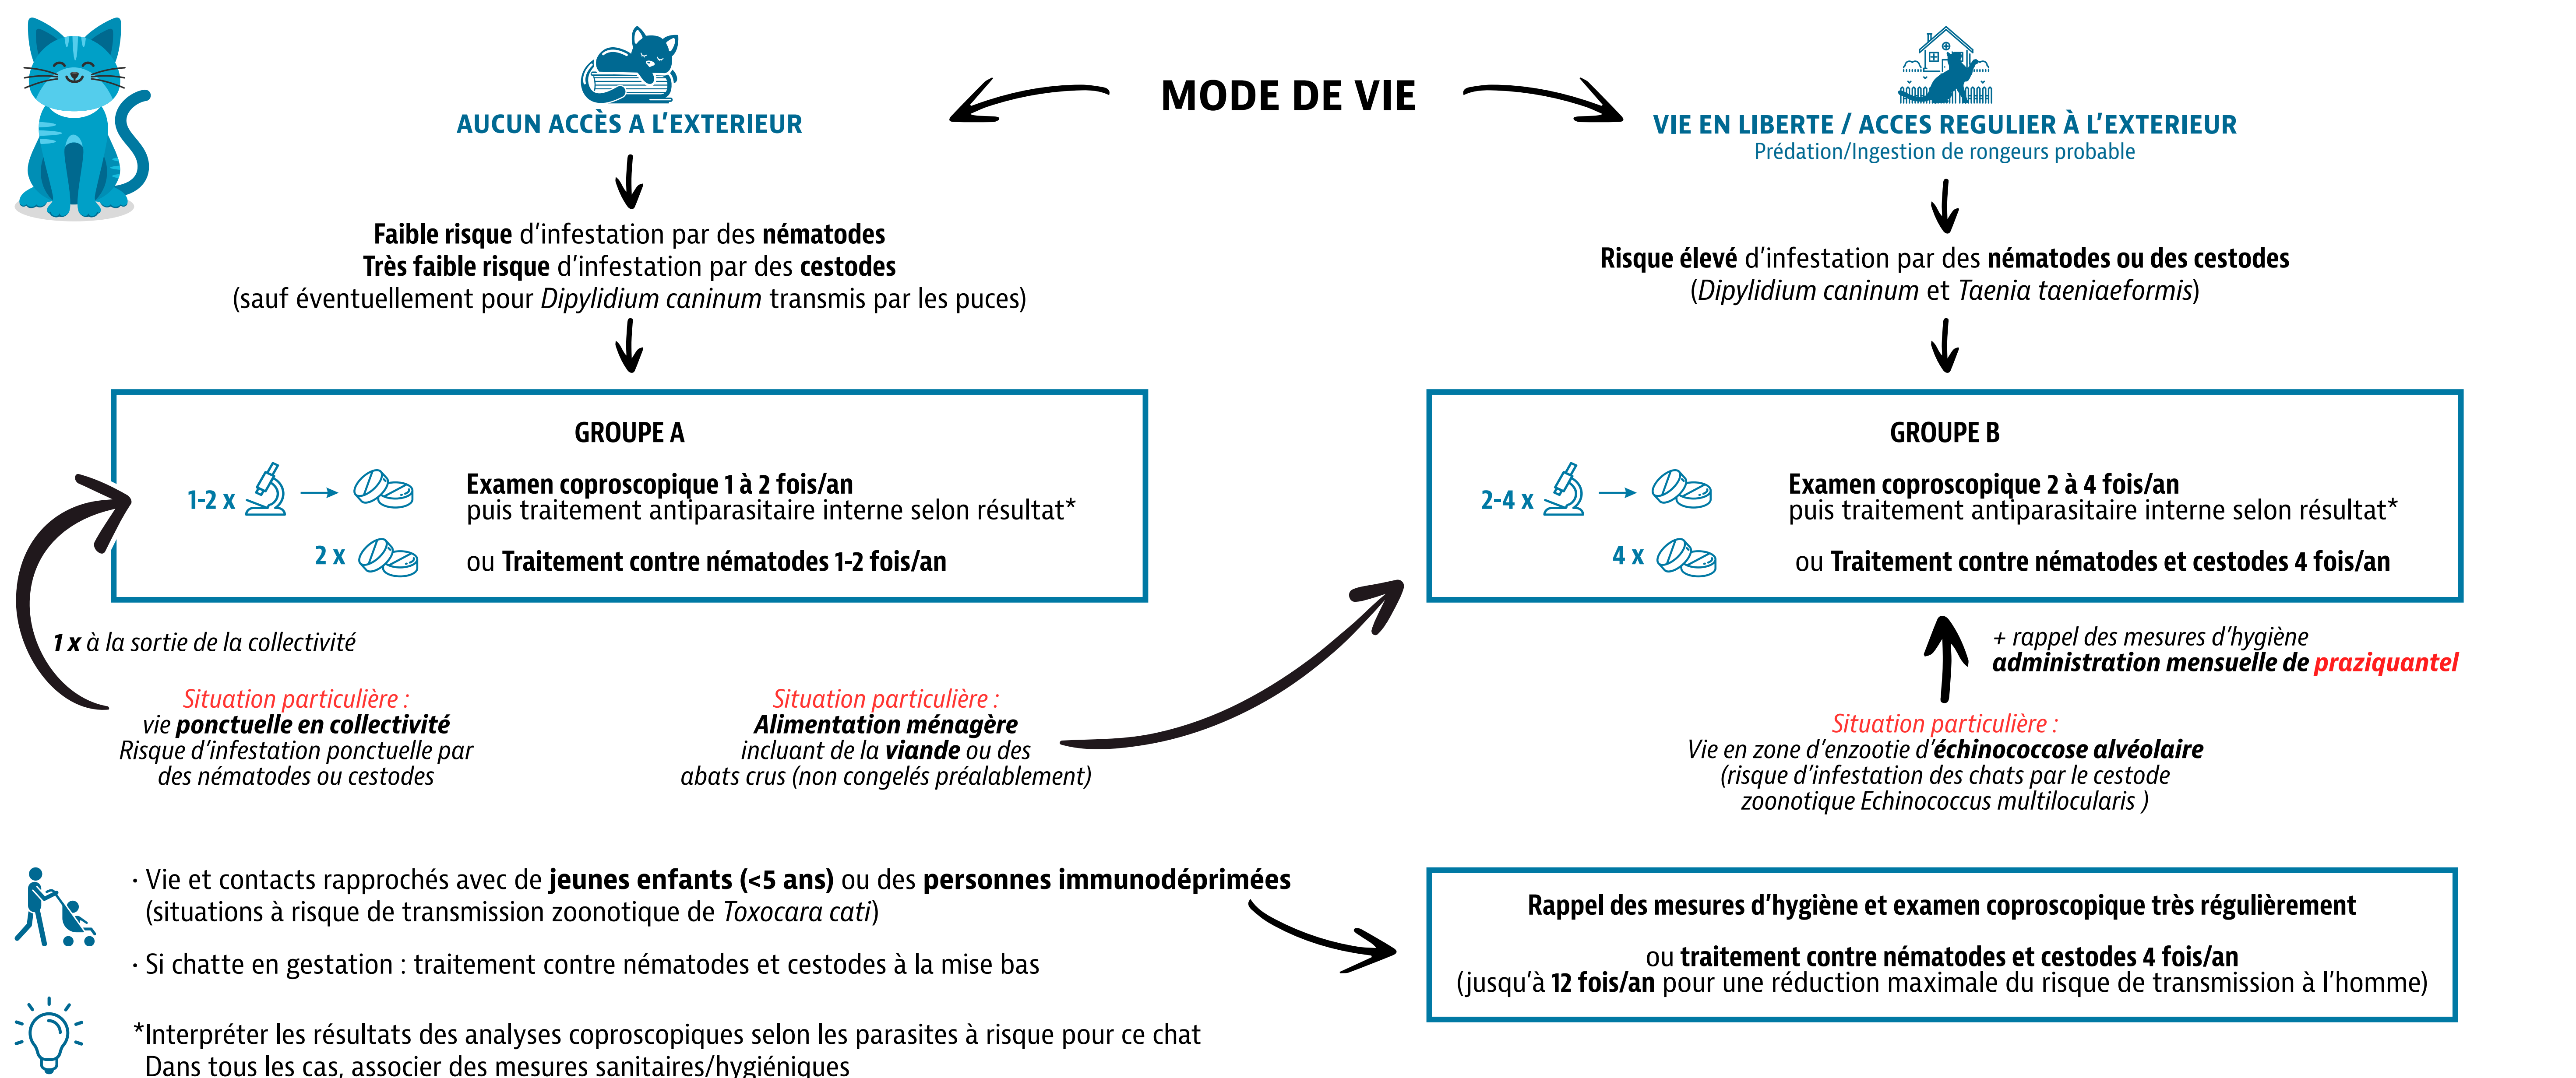 MODE DE VIE
AUCUN ACCÈS A L'EXTERIEUR
Faible risque d'infestation par des nématodes
Très faible risque d'infestation par des cestodes
(sauf éventuellement pour Dipylidium caninum transmis par les puces)
GROUPE A
1-2 x
Examen coproscopique 1 à 2 fois/an
puis traitement antiparasitaire interne selon résultat*
2 x
ou Traitement contre nématodes 1-2 fois/an
1 x à la sortie de la collectivité
Situation particulière :
vie ponctuelle en collectivité
Risque d'infestation ponctuelle par
des nématodes ou cestodes
Situation particulière :
Alimentation ménagère
incluant de la viande ou des
abats crus (non congelés préalablement)
VIE EN LIBERTE / ACCES REGULIER À L'EXTERIEUR
Prédation/Ingestion de rongeurs probable
Risque élevé d'infestation par des nématodes ou des cestodes
(Dipylidium caninum et Taenia taeniaeformis)
GROUPE B
2-4 x
Examen coproscopique 2 à 4 fois/an
puis traitement antiparasitaire interne selon résultat*
4 x
ou Traitement contre nématodes et cestodes 4 fois/an
+ rappel des mesures d'hygiène
administration mensuelle de praziquantel
Situation particulière :
Vie en zone d'enzootie d'échinococcose alvéolaire
(risque d'infestation des chats par le cestode
zoonotique Echinococcus multilocularis )
· Vie et contacts rapprochés avec de jeunes enfants (<5 ans) ou des personnes immunodéprimées
(situations à risque de transmission zoonotique de Toxocara cati)
· Si chatte en gestation : traitement contre nématodes et cestodes à la mise bas
Rappel des mesures d'hygiène et examen coproscopique très régulièrement
ou traitement contre nématodes et cestodes 4 fois/an
(jusqu'à 12 fois/an pour une réduction maximale du risque de transmission à l'homme)
*Interpréter les résultats des analyses coproscopiques selon les parasites à risque pour ce chat
Dans tous les cas, associer des mesures sanitaires/hygiéniques